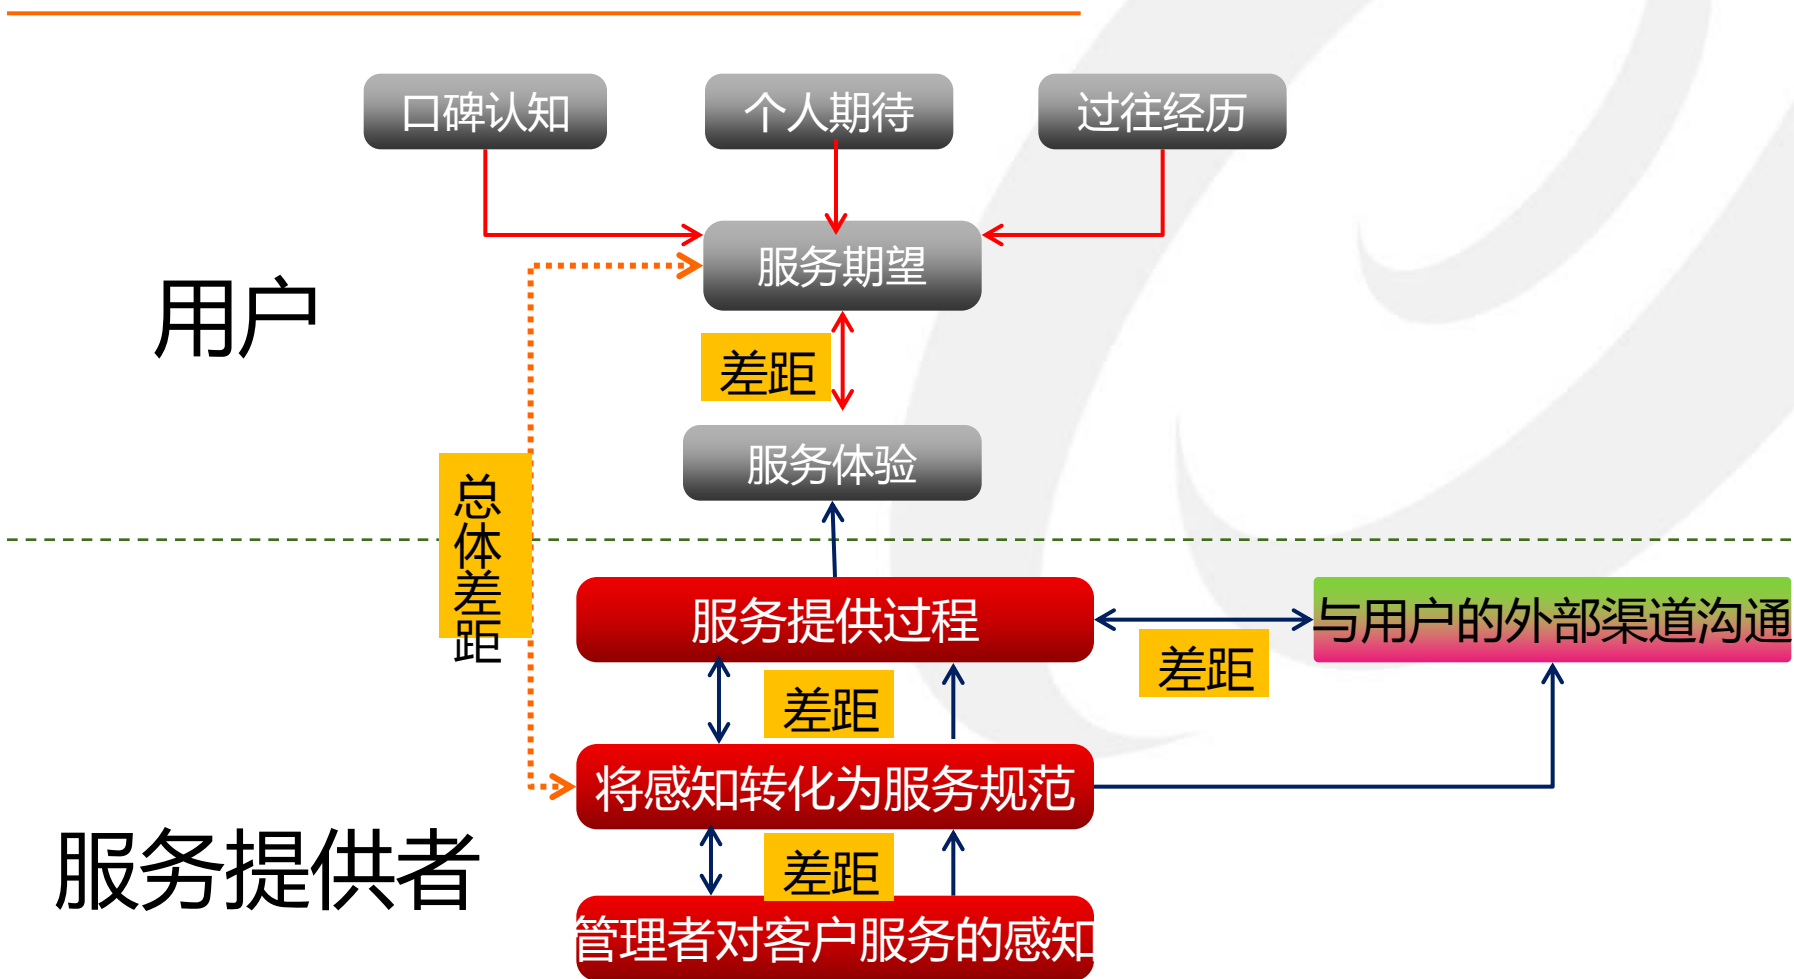 口碑认知
个人期待
过往经历
服务期望
用户
差距
服务体验
总体差距
服务提供过程
与用户的外部渠道沟通
差距
差距
将感知转化为服务规范
服务提供者
差距
管理者对客户服务的感知